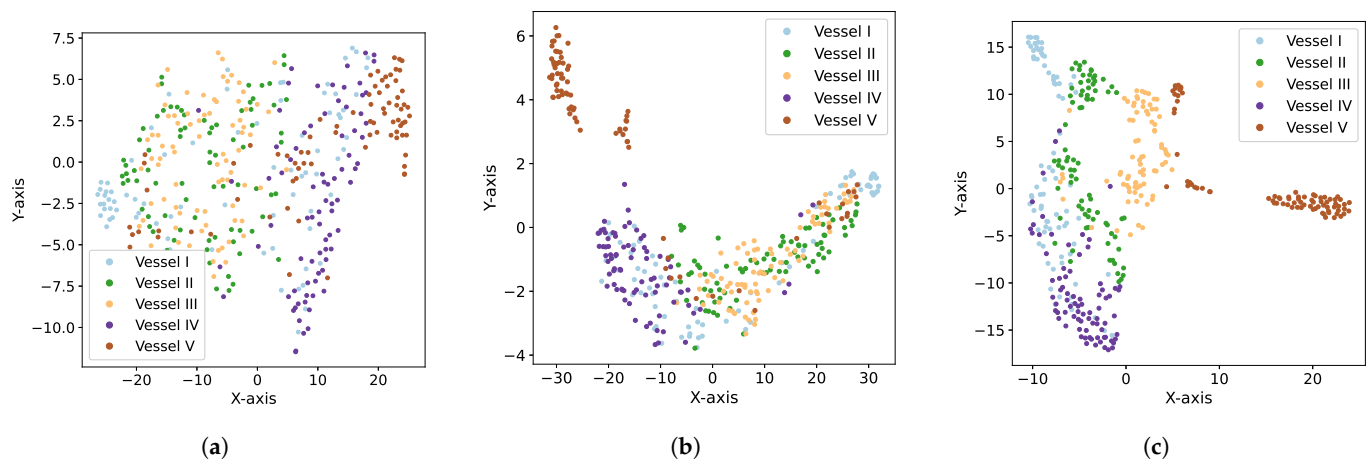 7.5
5.0
2.5
0.0
−2.5
−5.0
−7.5
−10.0
Y-axis
−20 −10 0 10 20
X-axis
Vessel I
Vessel II
Vessel III
Vessel IV
Vessel V
(a)
6
4
2
0
−2
−4
Y-axis
−30 −20 −10 0 10 20 30
X-axis
Vessel I
Vessel II
Vessel III
Vessel IV
Vessel V
(b)
15
10
5
0
−5
−10
−15
Y-axis
−10 0 10 20
X-axis
Vessel I
Vessel II
Vessel III
Vessel IV
Vessel V
(c)